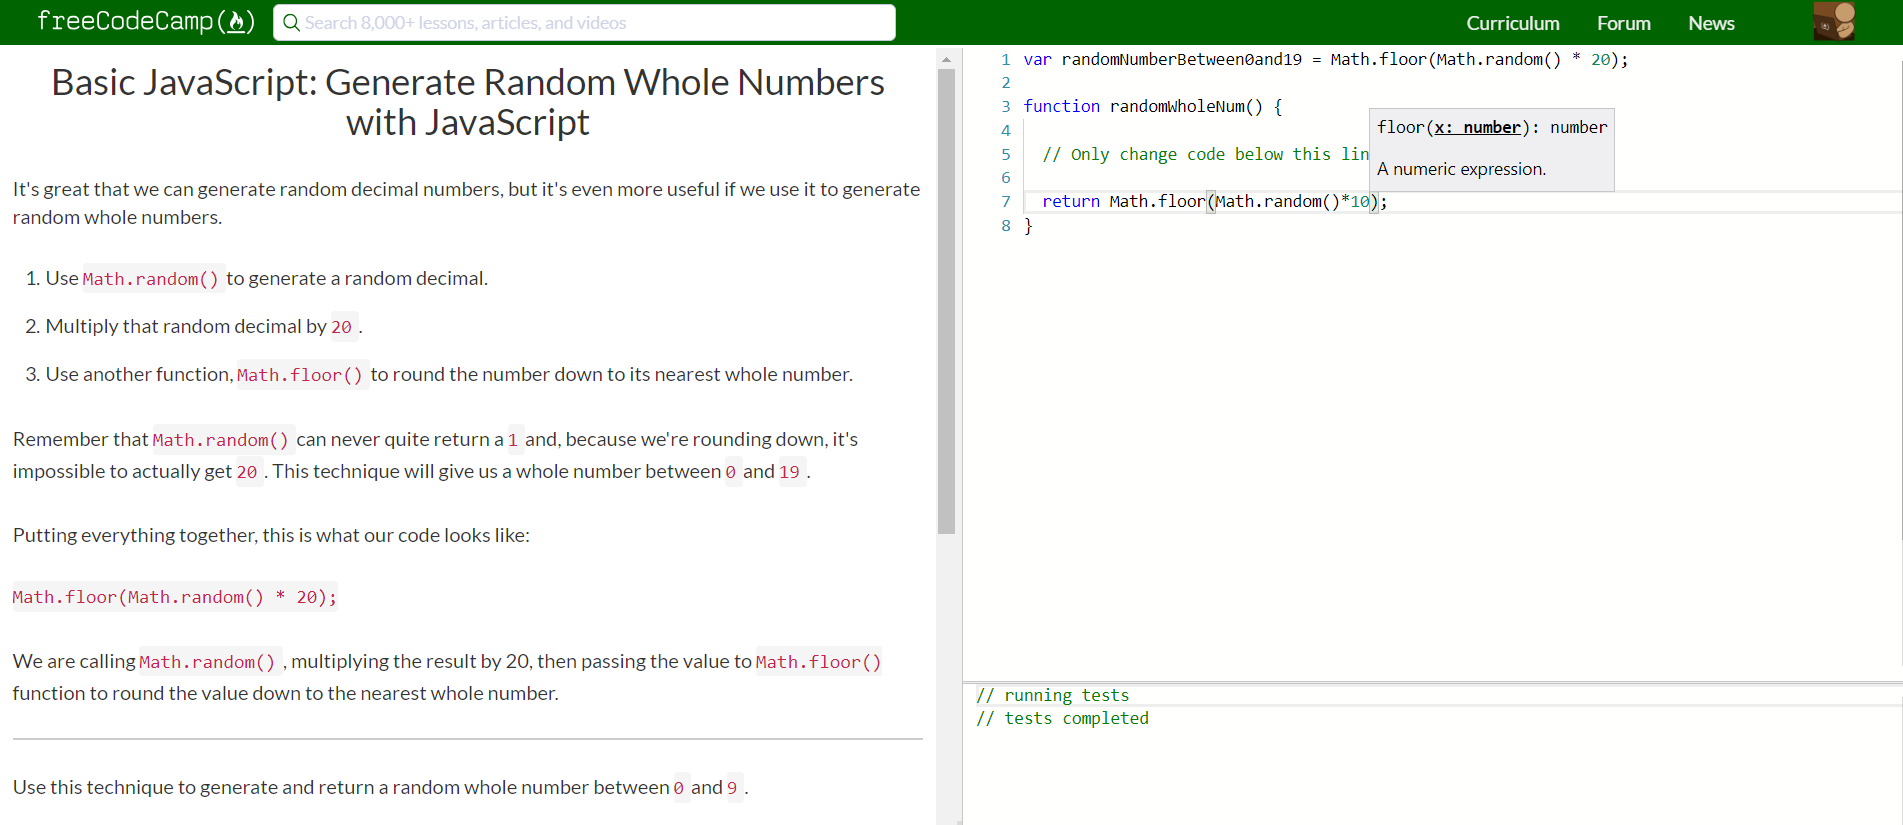 freeCodeCamp(🔥)
Search 8,000+ lessons, articles, and videos
Curriculum Forum News
Basic JavaScript: Generate Random Whole Numbers
with JavaScript
It's great that we can generate random decimal numbers, but it's even more useful if we use it to generate
random whole numbers.
1. Use Math.random() to generate a random decimal.
2. Multiply that random decimal by 20 .
3. Use another function, Math.floor() to round the number down to its nearest whole number.
Remember that Math.random() can never quite return a 1 and, because we're rounding down, it's
impossible to actually get 20 . This technique will give us a whole number between 0 and 19 .
Putting everything together, this is what our code looks like:
Math.floor(Math.random() * 20);
We are calling Math.random() , multiplying the result by 20, then passing the value to Math.floor()
function to round the value down to the nearest whole number.
Use this technique to generate and return a random whole number between 0 and 9 .
1 var randomNumberBetween0and19 = Math.floor(Math.random() * 20);
2
3 function randomWholeNum() {
4
5 // Only change code below this lin
6
7 return Math.floor(Math.random()*10);
8 }
floor(x: number): number
A numeric expression.
// running tests
// tests completed